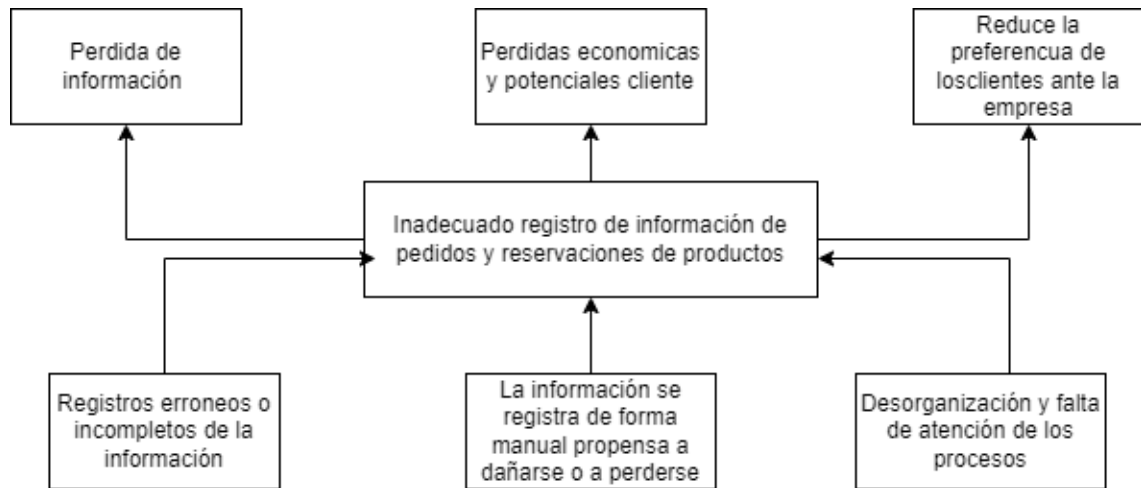 Perdida de
información
Perdidas economicas
y potenciales cliente
Reduce la
preferencua de
losclientes ante la
empresa
Inadecuado registro de información de
pedidos y reservaciones de productos
Registros erroneos o
incompletos de la
información
La información se
registra de forma
manual propensa a
dañarse o a perderse
Desorganización y falta
de atención de los
procesos